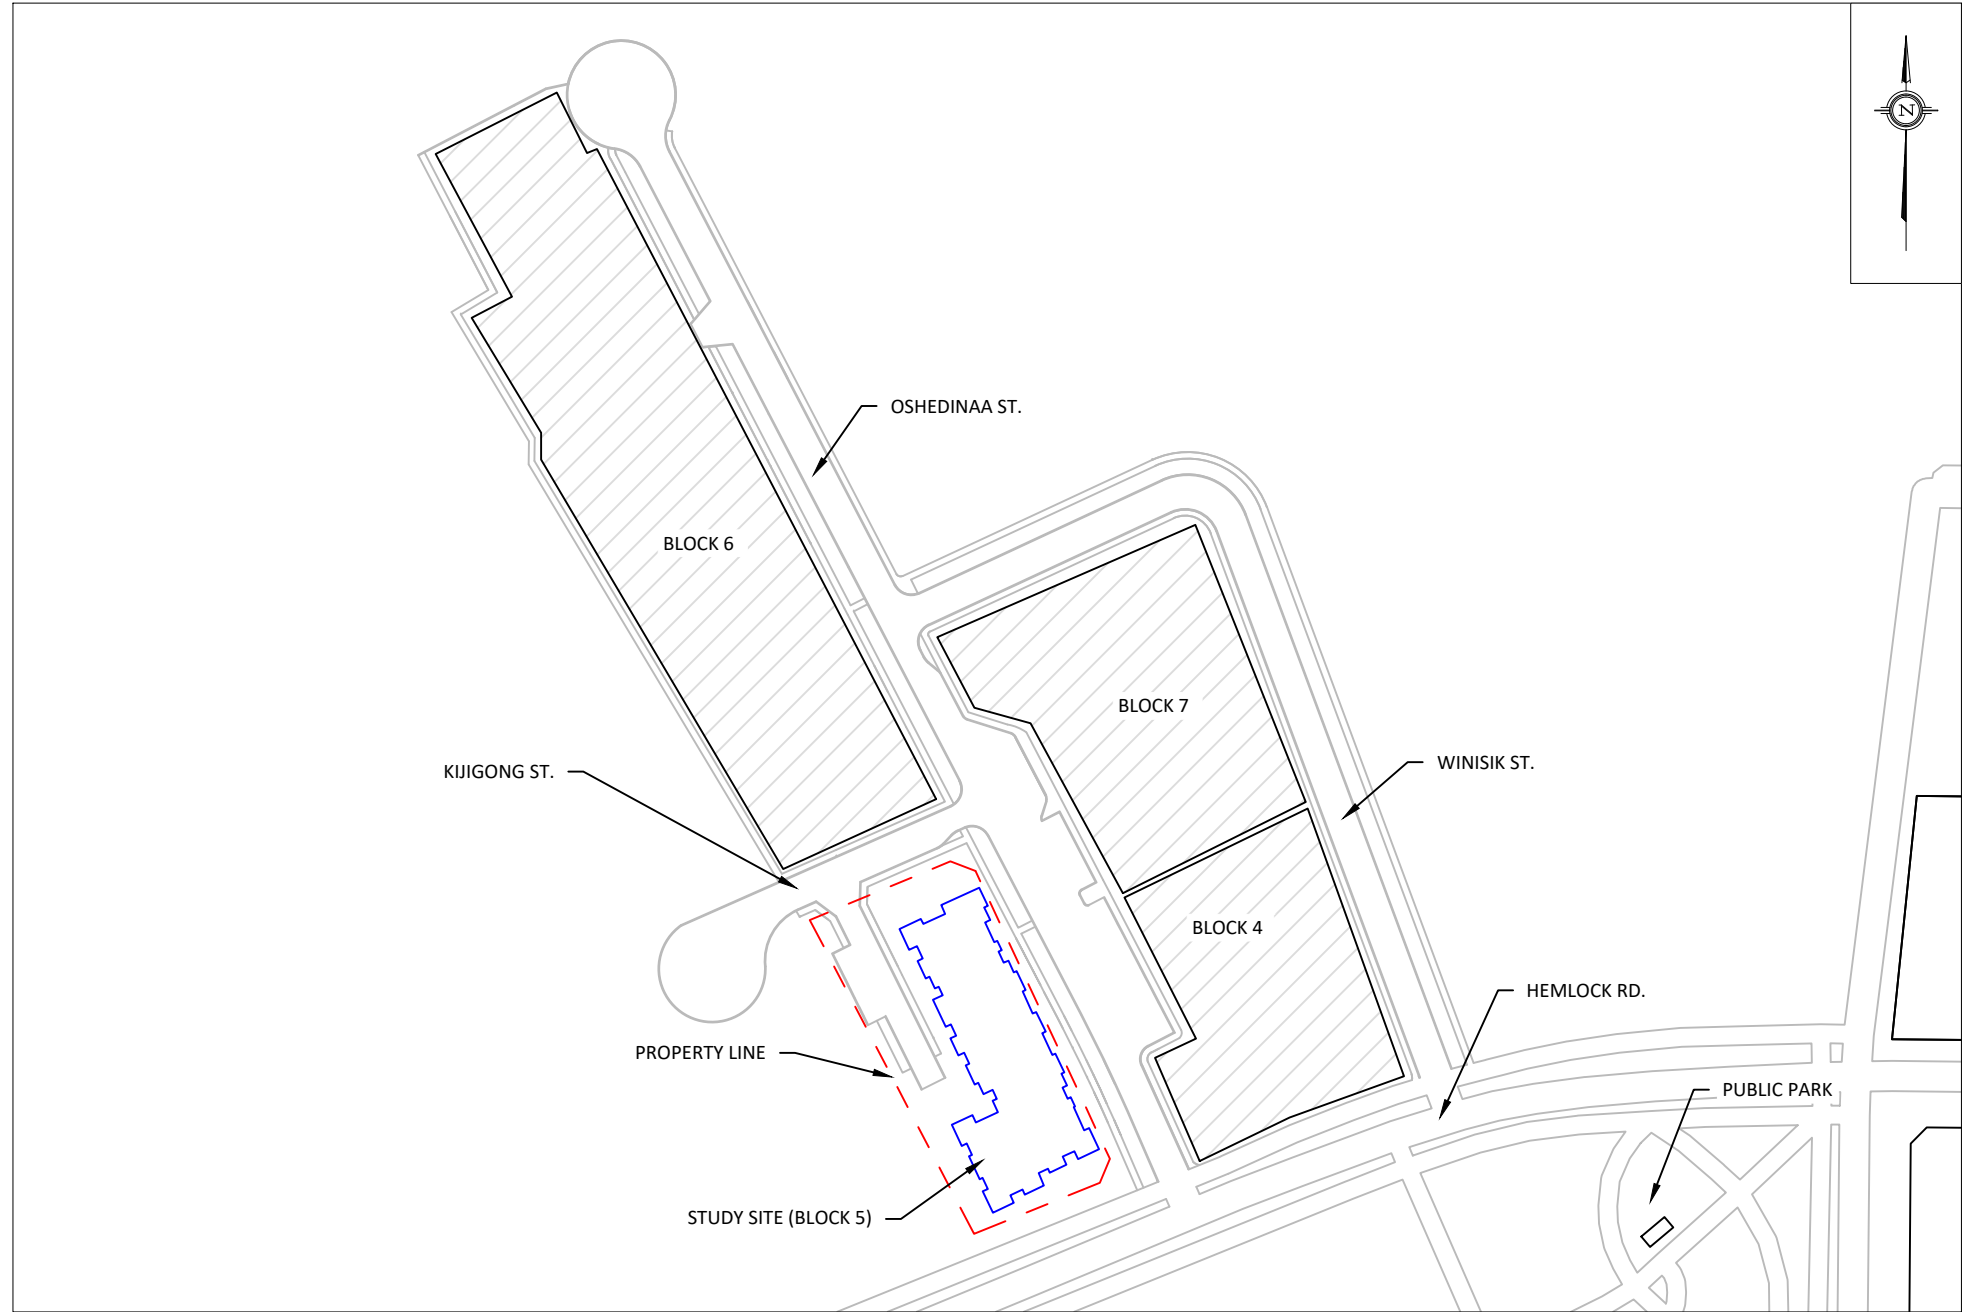 N
OSHEDINAA ST.
BLOCK 6
BLOCK 7
KIJIGONG ST.
WINISIK ST.
BLOCK 4
HEMLOCK RD.
PROPERTY LINE
PUBLIC PARK
STUDY SITE (BLOCK 5)